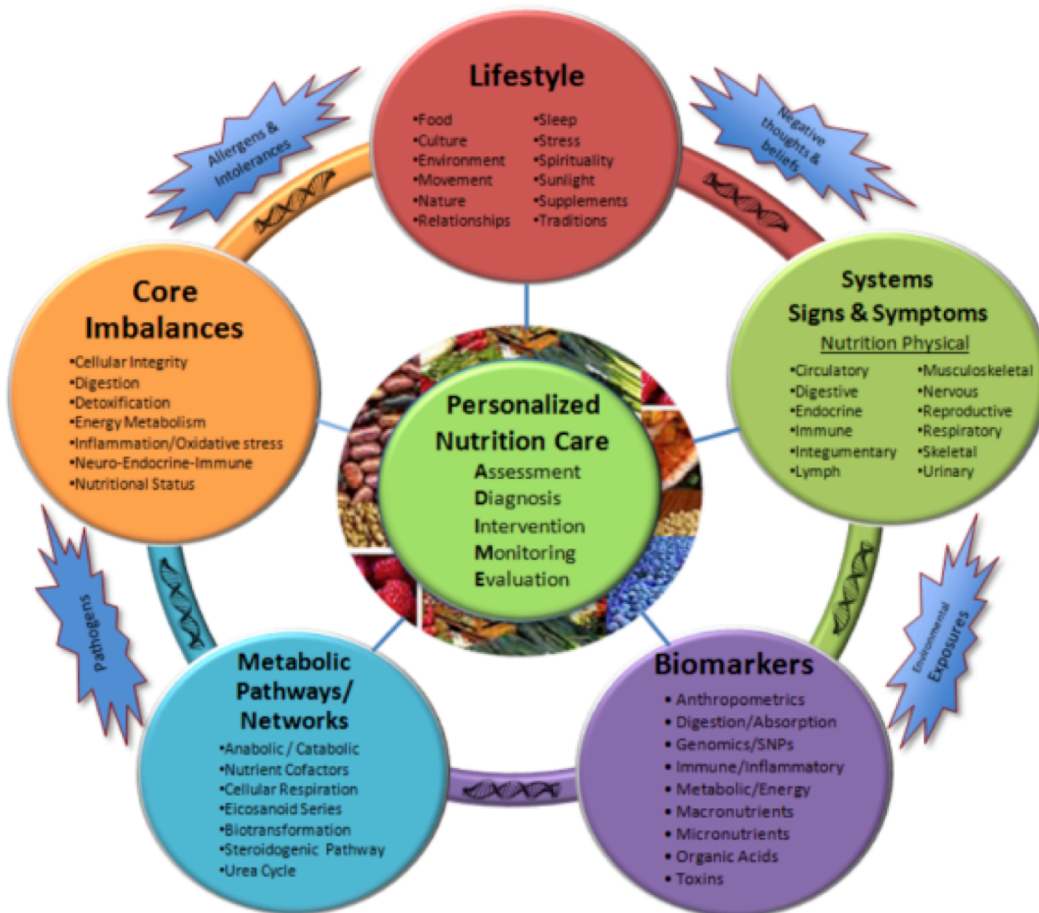 Lifestyle
•Food
•Culture
•Environment
•Movement
•Nature
•Relationships
•Sleep
•Stress
•Spirituality
•Sunlight
•Supplements
•Traditions
Allergens &
Intolerances
Negative
thoughts &
beliefs
Core
Imbalances
•Cellular Integrity
•Digestion
•Detoxification
•Energy Metabolism
•Inflammation/Oxidative stress
•Neuro-Endocrine-Immune
•Nutritional Status
Systems
Signs & Symptoms
Nutrition Physical
•Circulatory
•Digestive
•Endocrine
•Immune
•Integumentary
•Lymph
•Musculoskeletal
•Nervous
•Reproductive
•Respiratory
•Skeletal
•Urinary
Personalized
Nutrition Care
Assessment
Diagnosis
Intervention
Monitoring
Evaluation
Pathogens
Environmental
Exposures
Metabolic
Pathways/
Networks
•Anabolic / Catabolic
•Nutrient Cofactors
•Cellular Respiration
•Eicosanoid Series
•Biotransformation
•Steroidogenic Pathway
•Urea Cycle
Biomarkers
• Anthropometrics
• Digestion/Absorption
• Genomics/SNPs
• Immune/Inflammatory
• Metabolic/Energy
• Macronutrients
• Micronutrients
• Organic Acids
• Toxins